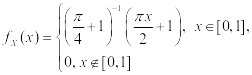 f_X(x) = { (π/4 + 1)^{-1} (πx/2 + 1), x ∈ [0,1],
0, x ∉ [0,1]